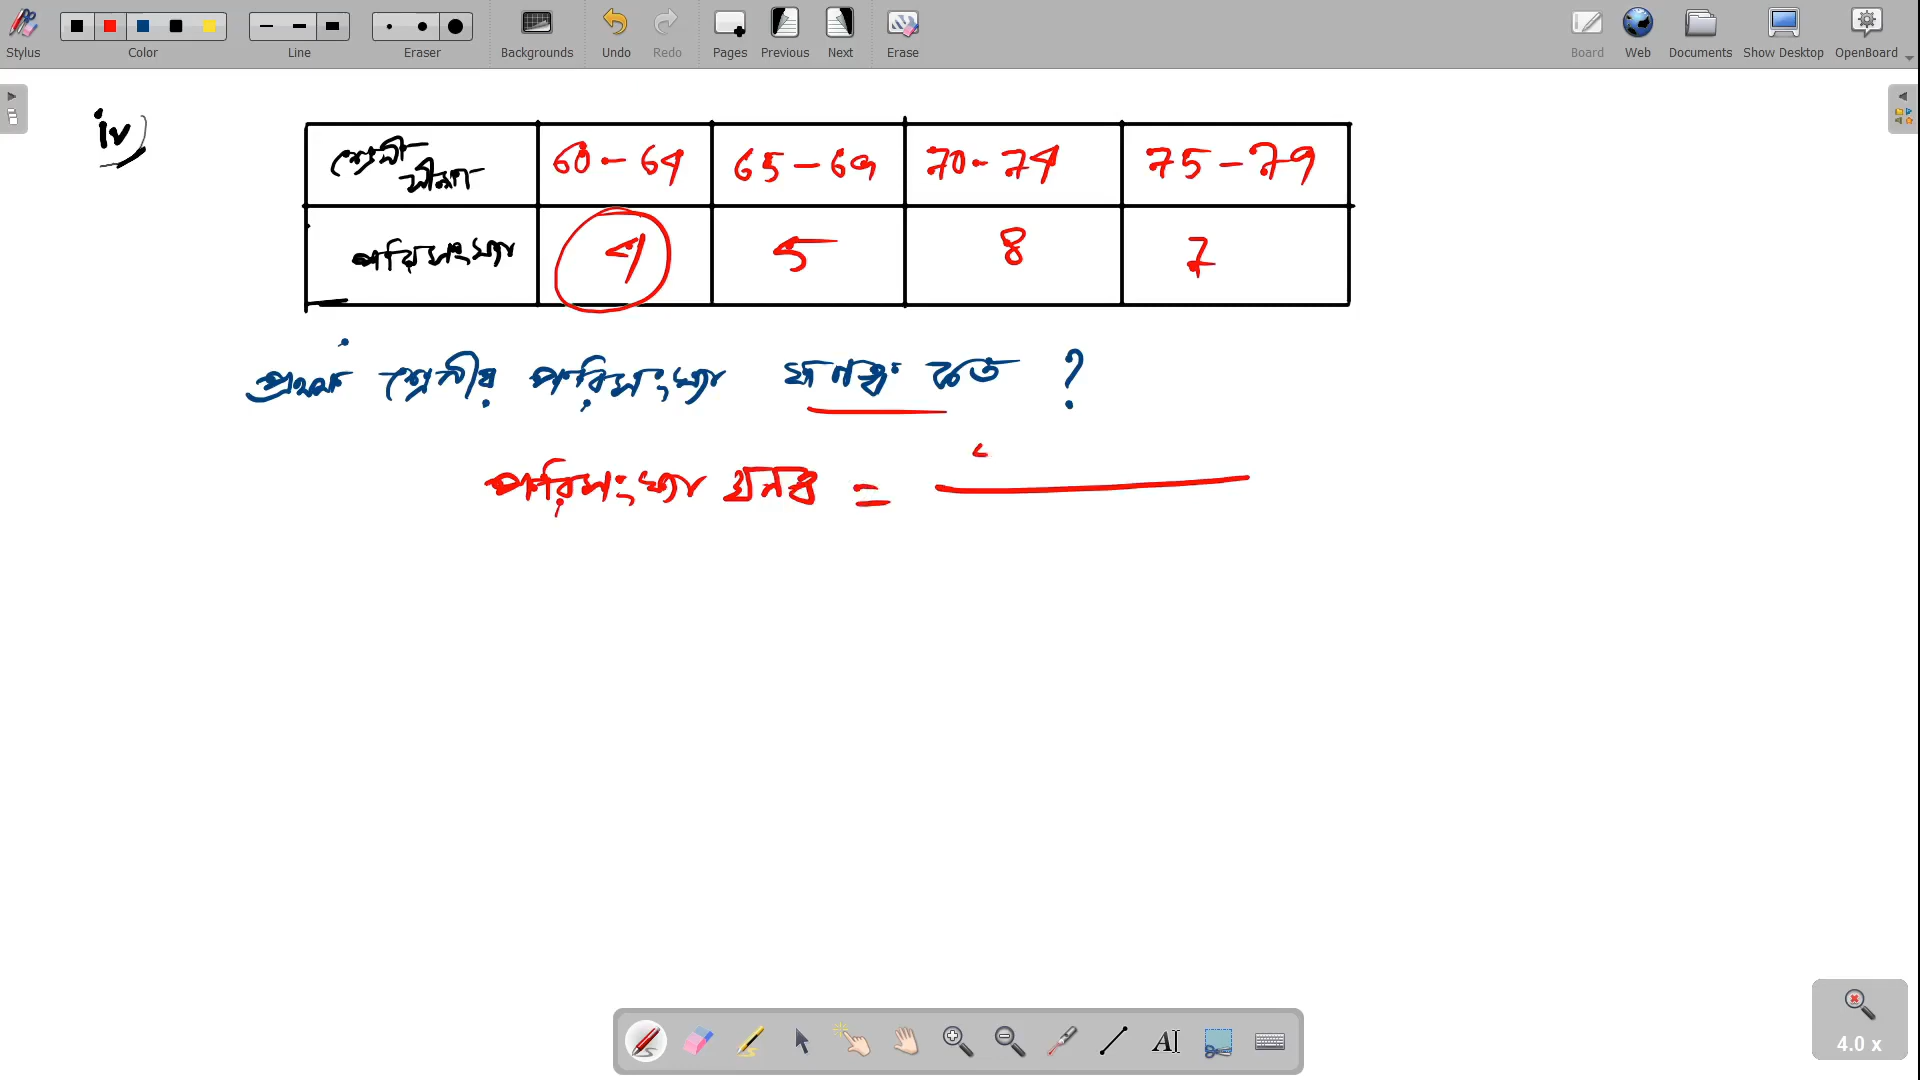 Stylus Color Line Eraser Backgrounds Undo Redo Pages Previous Next Erase Board Web Documents Show Desktop OpenBoard
iv)
শ্রেণী সীমা 60-64 65-69 70-74 75-79
পরিসংখ্যা 4 5 8 7
প্রথম শ্রেনীর পরিসংখ্যা ঘনত্ব কত ?
পরিসংখ্যা ঘনত্ব =
4.0 x